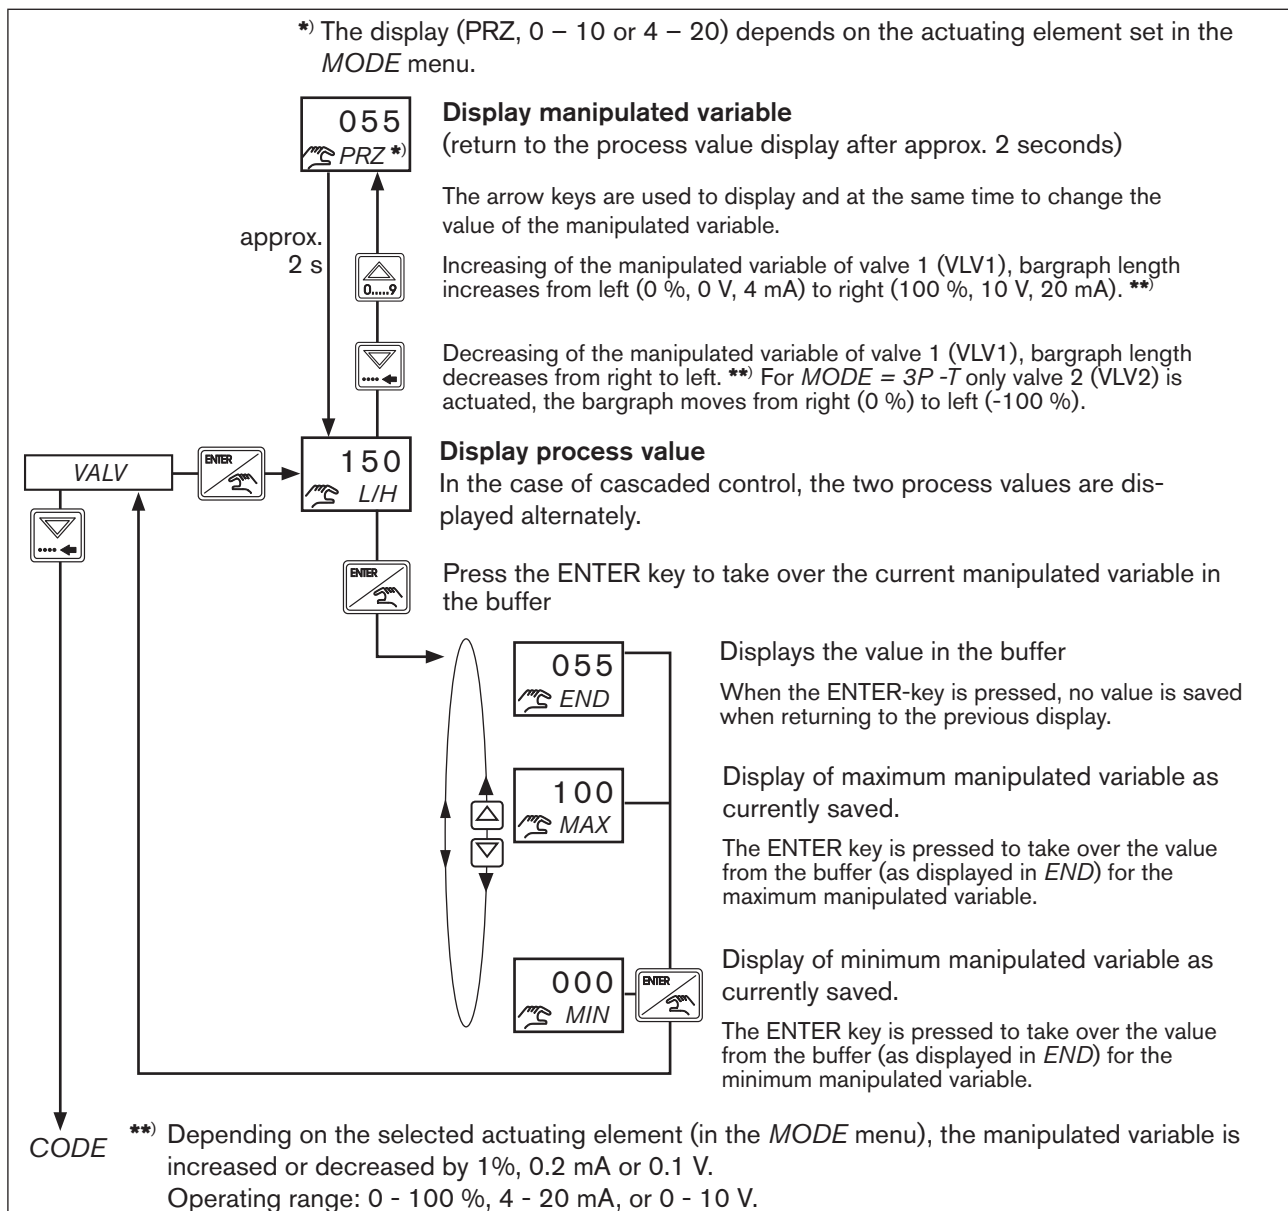 *) The display (PRZ, 0 – 10 or 4 – 20) depends on the actuating element set in the
MODE menu.
055
PRZ *)
Display manipulated variable
(return to the process value display after approx. 2 seconds)
The arrow keys are used to display and at the same time to change the
value of the manipulated variable.
approx.
2 s
0.....9
Increasing of the manipulated variable of valve 1 (VLV1), bargraph length
increases from left (0 %, 0 V, 4 mA) to right (100 %, 10 V, 20 mA). **)
Decreasing of the manipulated variable of valve 1 (VLV1), bargraph length
decreases from right to left. **) For MODE = 3P -T only valve 2 (VLV2) is
actuated, the bargraph moves from right (0 %) to left (-100 %).
VALV
ENTER
150
L/H
Display process value
In the case of cascaded control, the two process values are dis-
played alternately.
ENTER
Press the ENTER key to take over the current manipulated variable in
the buffer
055
END
Displays the value in the buffer
When the ENTER-key is pressed, no value is saved
when returning to the previous display.
100
MAX
Display of maximum manipulated variable as
currently saved.
The ENTER key is pressed to take over the value
from the buffer (as displayed in END) for the
maximum manipulated variable.
000
MIN
ENTER
Display of minimum manipulated variable as
currently saved.
The ENTER key is pressed to take over the value
from the buffer (as displayed in END) for the
minimum manipulated variable.
CODE
**) Depending on the selected actuating element (in the MODE menu), the manipulated variable is
increased or decreased by 1%, 0.2 mA or 0.1 V.
Operating range: 0 - 100 %, 4 - 20 mA, or 0 - 10 V.